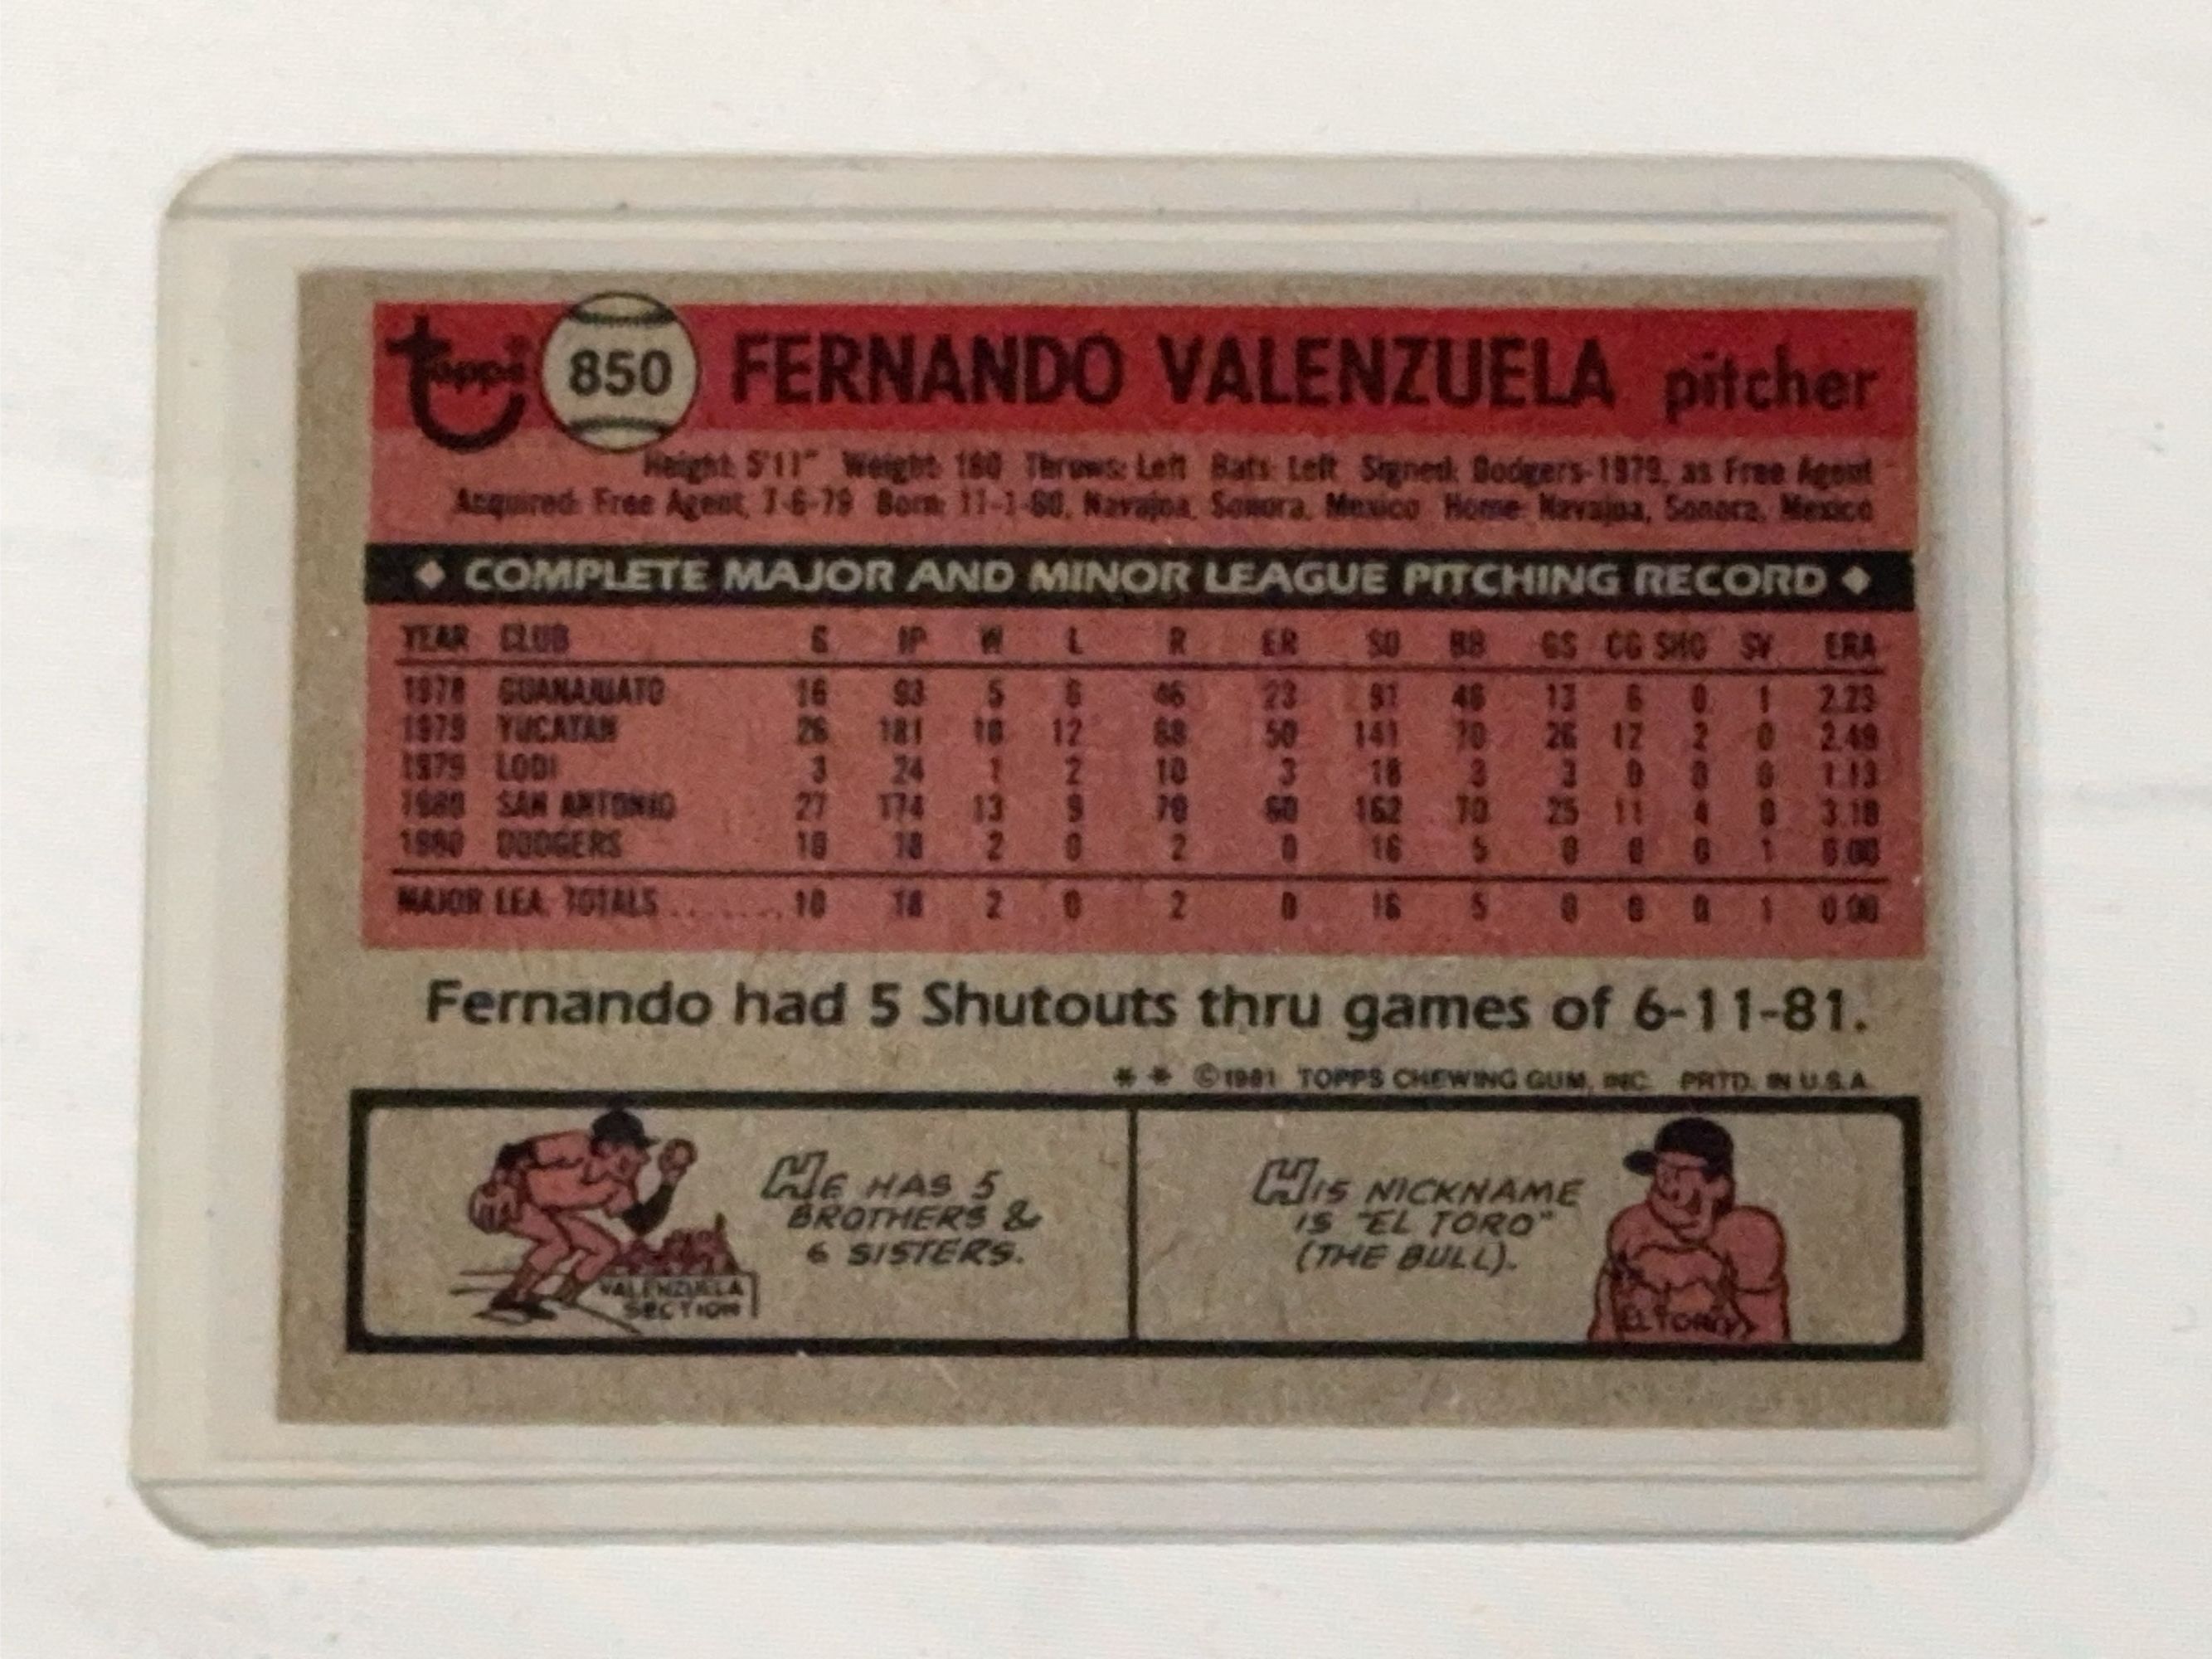 topps® 850 FERNANDO VALENZUELA pitcher
Height: 5'11" Weight: 180 Throws: Left Bats: Left Signed: Dodgers-1979, as Free Agent
Acquired: Free Agent, 7-6-79 Born: 11-1-60, Navajoa, Sonora, Mexico Home: Navajoa, Sonora, Mexico
COMPLETE MAJOR AND MINOR LEAGUE PITCHING RECORD
YEAR CLUB G IP W L R ER SO BB GS CG SHO SV ERA
1978 GUANAJUATO 16 93 5 6 46 23 91 46 13 6 0 1 2.23
1979 YUCATAN 26 181 10 12 68 50 141 70 26 12 2 0 2.49
1979 LODI 3 24 1 2 10 3 18 3 3 0 0 0 1.13
1980 SAN ANTONIO 27 174 13 9 70 60 162 70 25 11 4 0 3.10
1980 DODGERS 10 18 2 0 2 0 16 5 0 0 0 1 0.00
MAJOR LEA. TOTALS........ 10 18 2 0 2 0 16 5 0 0 0 1 0.00
Fernando had 5 Shutouts thru games of 6-11-81.
* * ©1981 TOPPS CHEWING GUM, INC. PRTD. IN U.S.A.
HE HAS 5
BROTHERS &
6 SISTERS.
VALENZUELA
SECTION
HIS NICKNAME
IS "EL TORO"
(THE BULL).
EL TORO